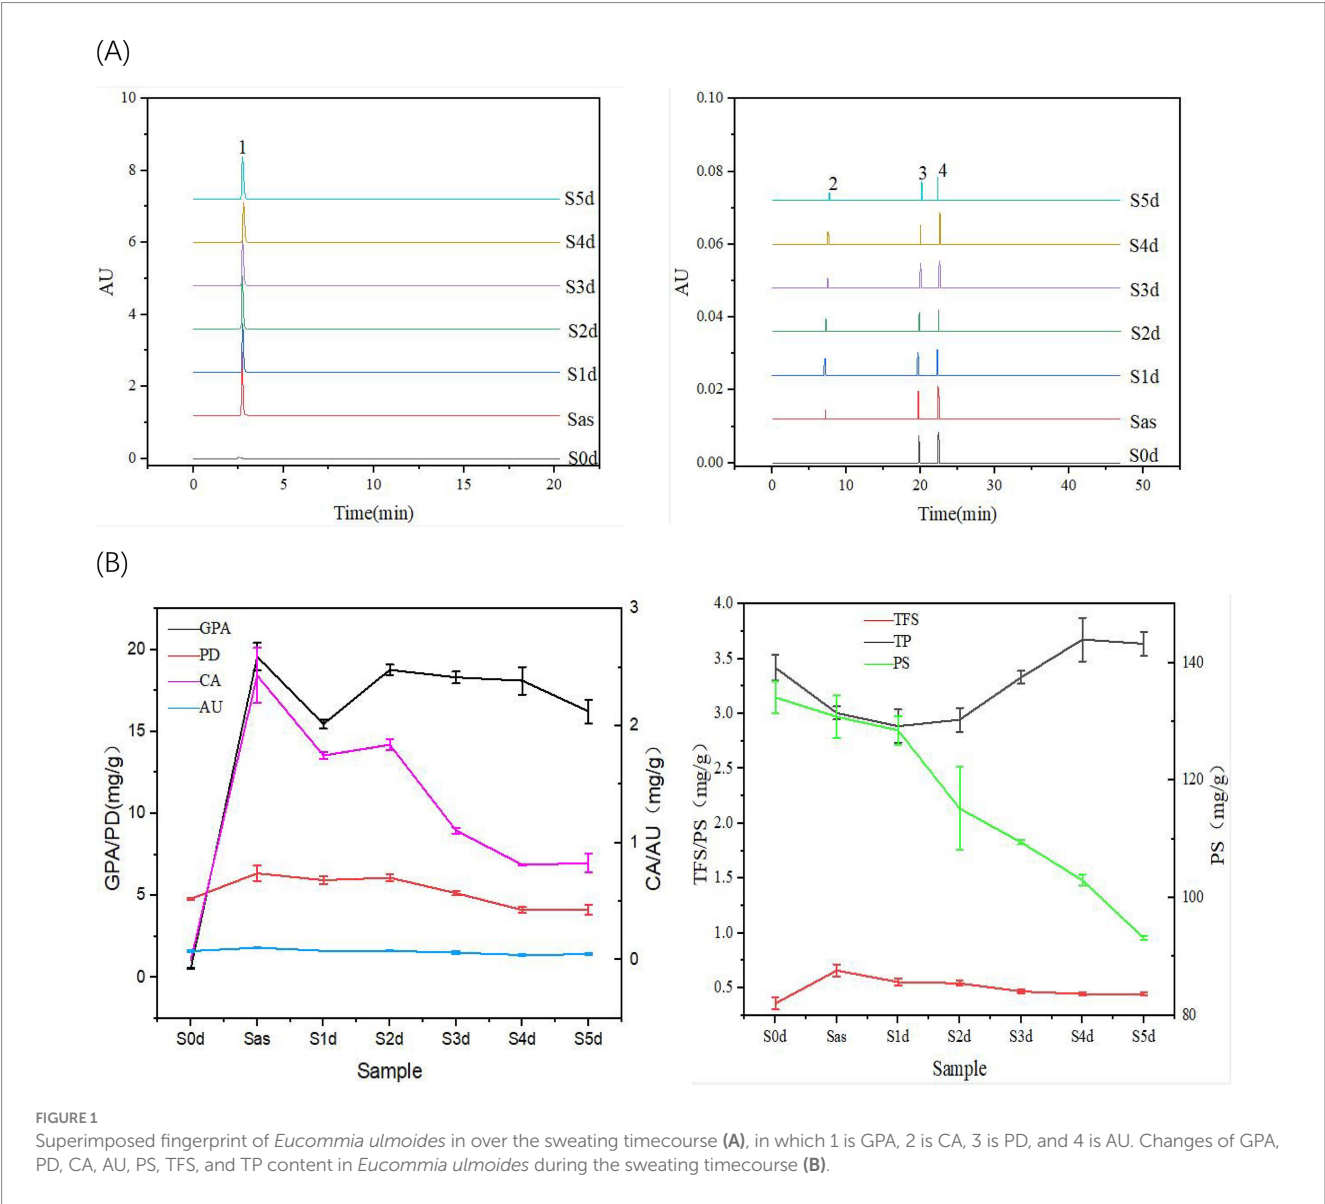 (A)
10
8
6
4
2
0
AU
1
S5d
S4d
S3d
S2d
S1d
Sas
S0d
0 5 10 15 20
Time(min)
0.10
0.08
0.06
0.04
0.02
0.00
AU
2 3 4
S5d
S4d
S3d
S2d
S1d
Sas
S0d
0 10 20 30 40 50
Time(min)
(B)
20
15
10
5
0
GPA/PD(mg/g)
GPA
PD
CA
AU
3
2
1
0
CA/AU（mg/g）
S0d Sas S1d S2d S3d S4d S5d
Sample
4.0
3.5
3.0
2.5
2.0
1.5
1.0
0.5
TFS/PS（mg/g）
TFS
TP
PS
140
120
100
80
PS（mg/g）
S0d Sas S1d S2d S3d S4d S5d
Sample
FIGURE 1
Superimposed fingerprint of Eucommia ulmoides in over the sweating timecourse (A), in which 1 is GPA, 2 is CA, 3 is PD, and 4 is AU. Changes of GPA,
PD, CA, AU, PS, TFS, and TP content in Eucommia ulmoides during the sweating timecourse (B).